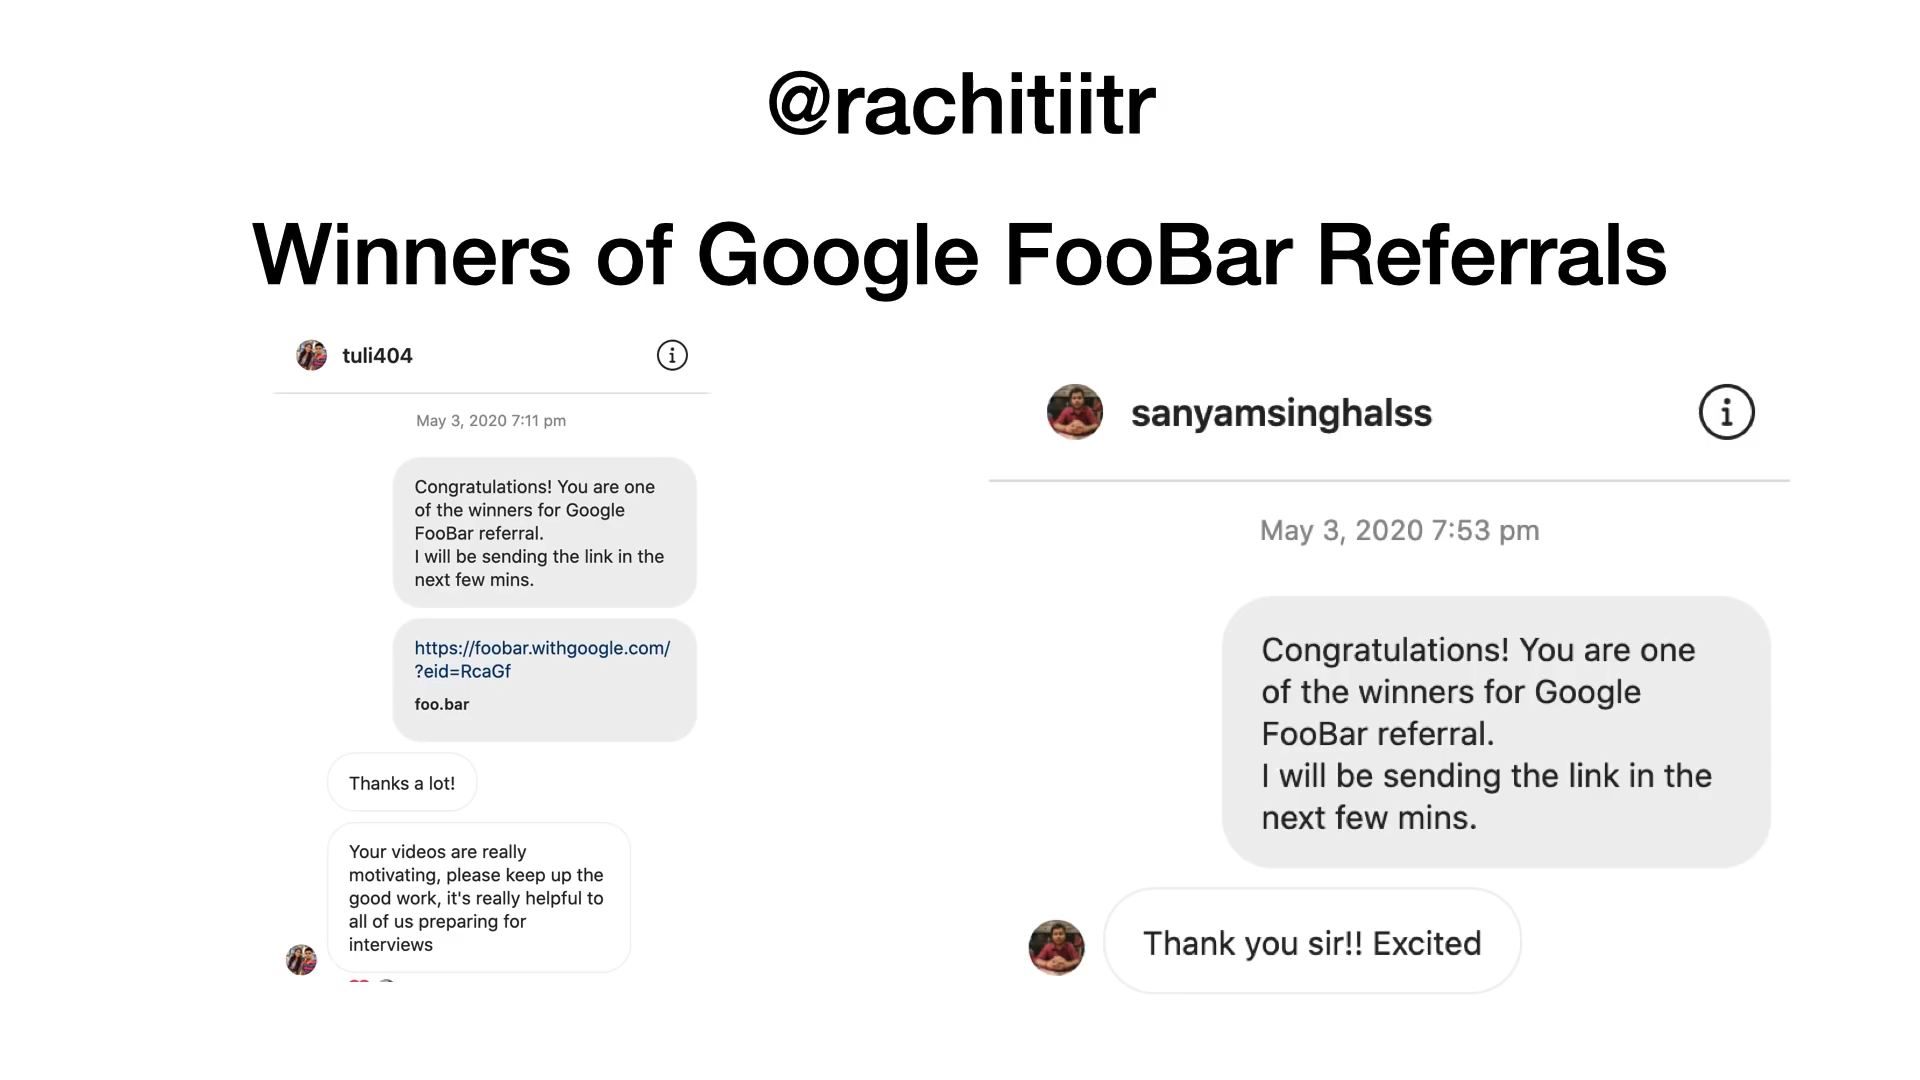 @rachitiitr
Winners of Google FooBar Referrals
tuli404
May 3, 2020 7:11 pm
Congratulations! You are one
of the winners for Google
FooBar referral.
I will be sending the link in the
next few mins.
https://foobar.withgoogle.com/
?eid=RcaGf
foo.bar
Thanks a lot!
Your videos are really
motivating, please keep up the
good work, it's really helpful to
all of us preparing for
interviews
sanyamsinghalss
May 3, 2020 7:53 pm
Congratulations! You are one
of the winners for Google
FooBar referral.
I will be sending the link in the
next few mins.
Thank you sir!! Excited